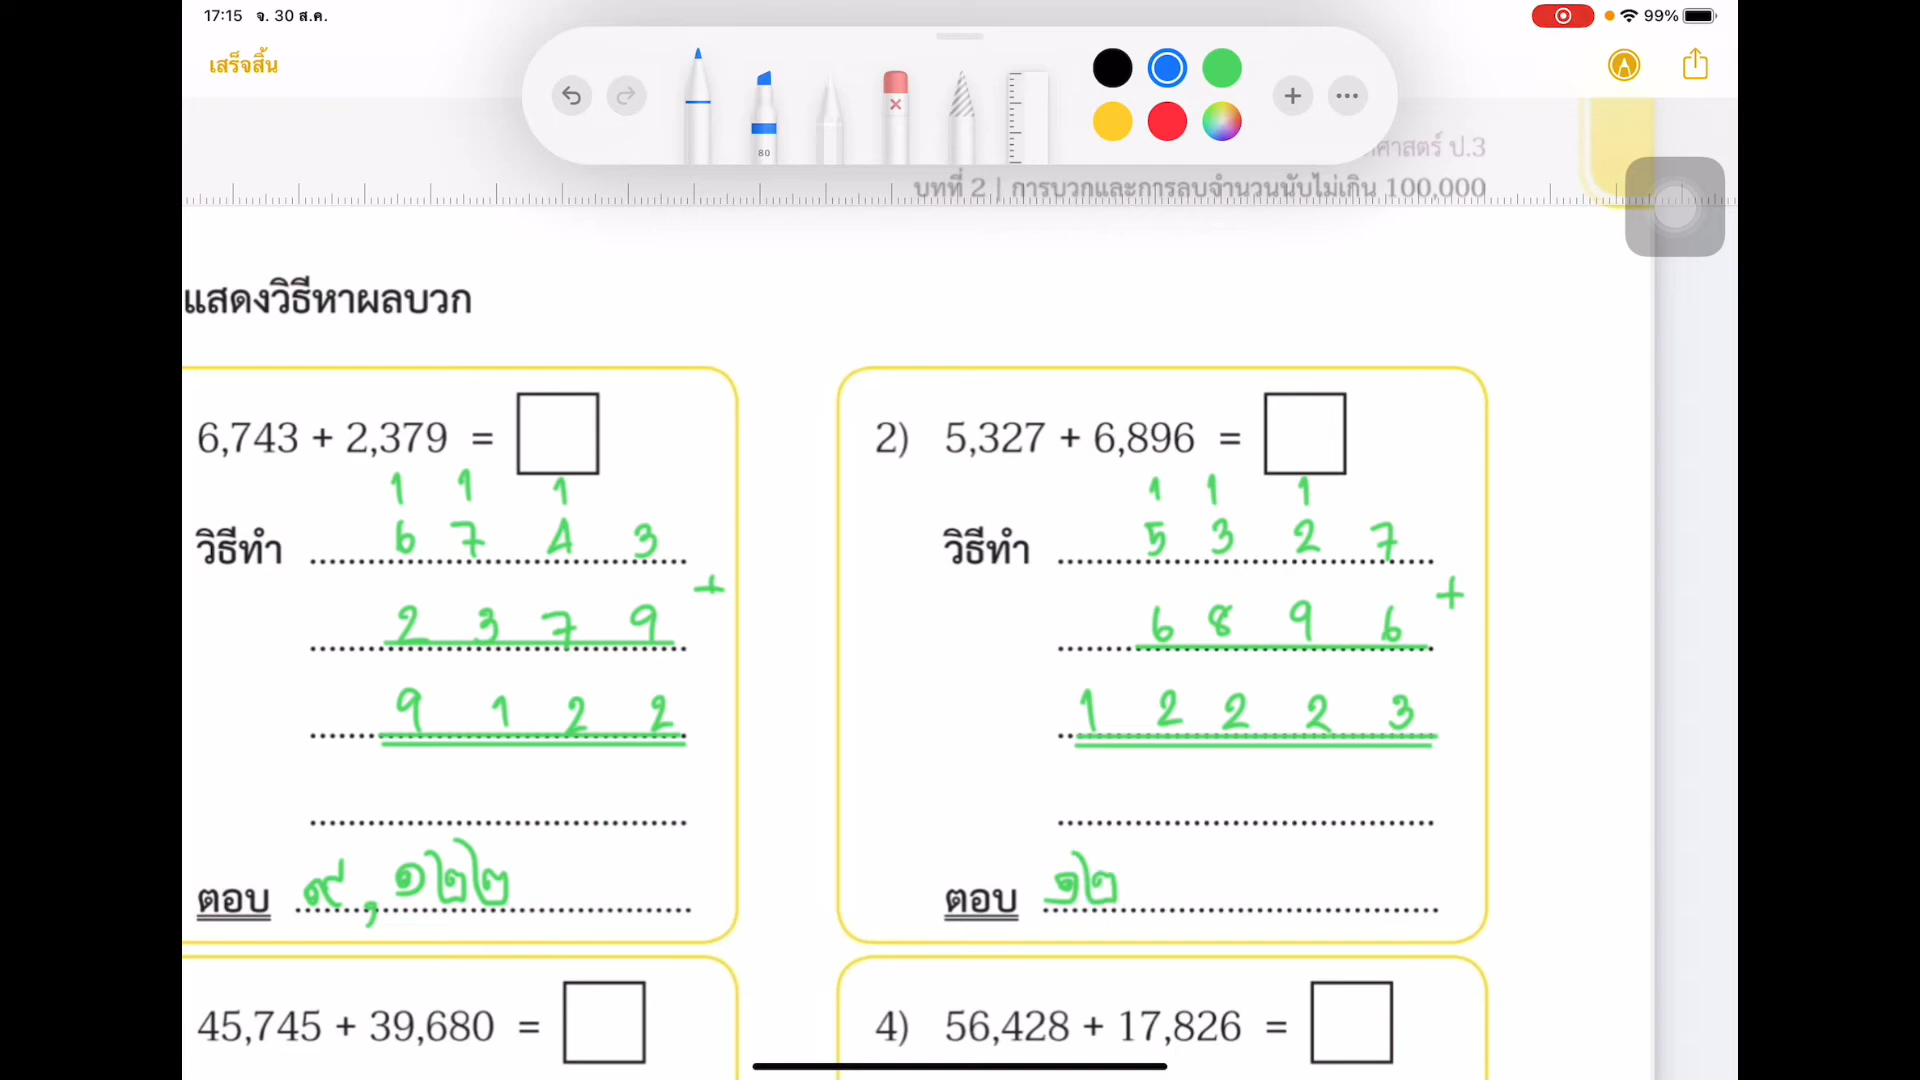 17:15 จ. 30 ส.ค.
99%
เสร็จสิ้น
80
ศาสตร์ ป.3
บทที่ 2 | การบวกและการลบจำนวนนับไม่เกิน 100,000
แสดงวิธีหาผลบวก
6,743 + 2,379 =
1 1 1
วิธีทำ 6 7 4 3
+
2 3 7 9
9 1 2 2
ตอบ ๙,๑๒๒
2) 5,327 + 6,896 =
1 1 1
วิธีทำ 5 3 2 7
+
6 8 9 6
1 2 2 2 3
ตอบ ๑๒
45,745 + 39,680 =
4) 56,428 + 17,826 =